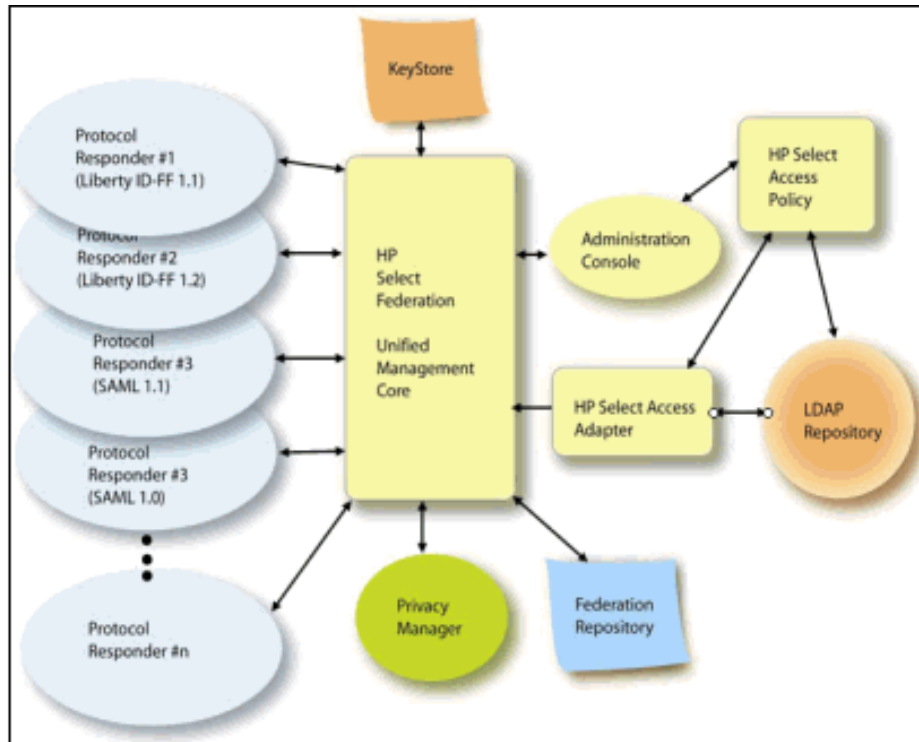 KeyStore
Protocol
Responder #1
(Liberty ID-FF 1.1)
Protocol
Responder #2
(Liberty ID-FF 1.2)
Protocol
Responder #3
(SAML 1.1)
Protocol
Responder #3
(SAML 1.0)
Protocol
Responder #n
HP
Select
Federation
Unified
Management
Core
Administration
Console
HP Select
Access
Policy
HP Select Access
Adapter
LDAP
Repository
Privacy
Manager
Federation
Repository